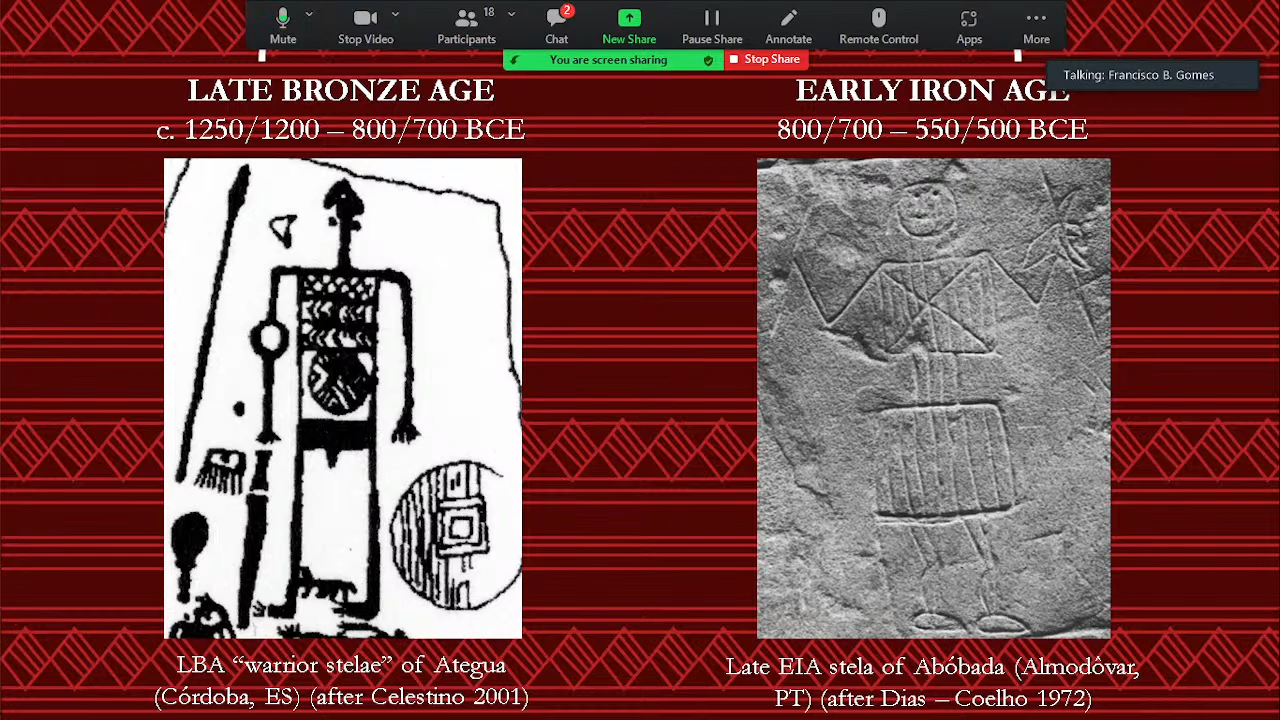 18
2
Mute
Stop Video
Participants
Chat
New Share
Pause Share
Annotate
Remote Control
Apps
More
You are screen sharing
Stop Share
Talking: Francisco B. Gomes
LATE BRONZE AGE
c. 1250/1200 – 800/700 BCE
EARLY IRON AGE
800/700 – 550/500 BCE
LBA “warrior stelae” of Ategua
(Córdoba, ES) (after Celestino 2001)
Late EIA stela of Abóbada (Almodôvar,
PT) (after Dias – Coelho 1972)